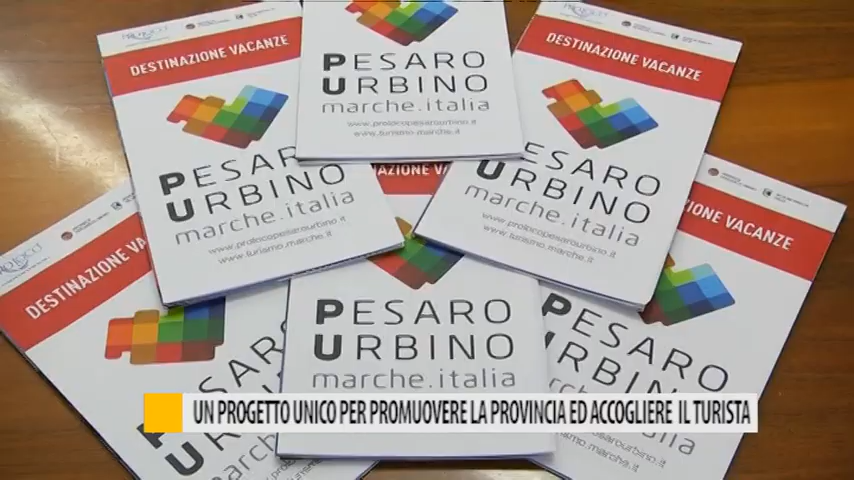 PESARO
URBINO
marche.italia
www.prolocopesarourbino.it
www.turismo.marche.it
DESTINAZIONE VACANZE
PESARO
URBINO
marche.italia
www.prolocopesarourbino.it
www.turismo.marche.it
DESTINAZIONE VACANZE
PESARO
URBINO
marche.italia
www.prolocopesarourbino.it
www.turismo.marche.it
DESTINAZIONE VACANZE
PESARO
URBINO
marche
PESARO
URBINO
marche.italia
DESTINAZIONE VACANZE
PESARO
URBINO
UN PROGETTO UNICO PER PROMUOVERE LA PROVINCIA ED ACCOGLIERE IL TURISTA